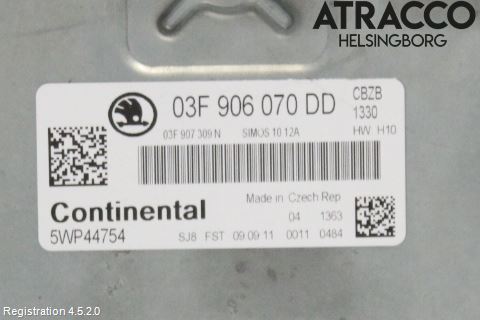 ATRACCO
HELSINGBORG
03F 906 070 DD
CBZB
1330
03F 907 309 N SIMOS 10.12A HW H10
Made in Czech Rep
Continental
04 1363
5WP44754
SJ8 FST 09.09.11 0011 0484
Registration 4.5.2.0